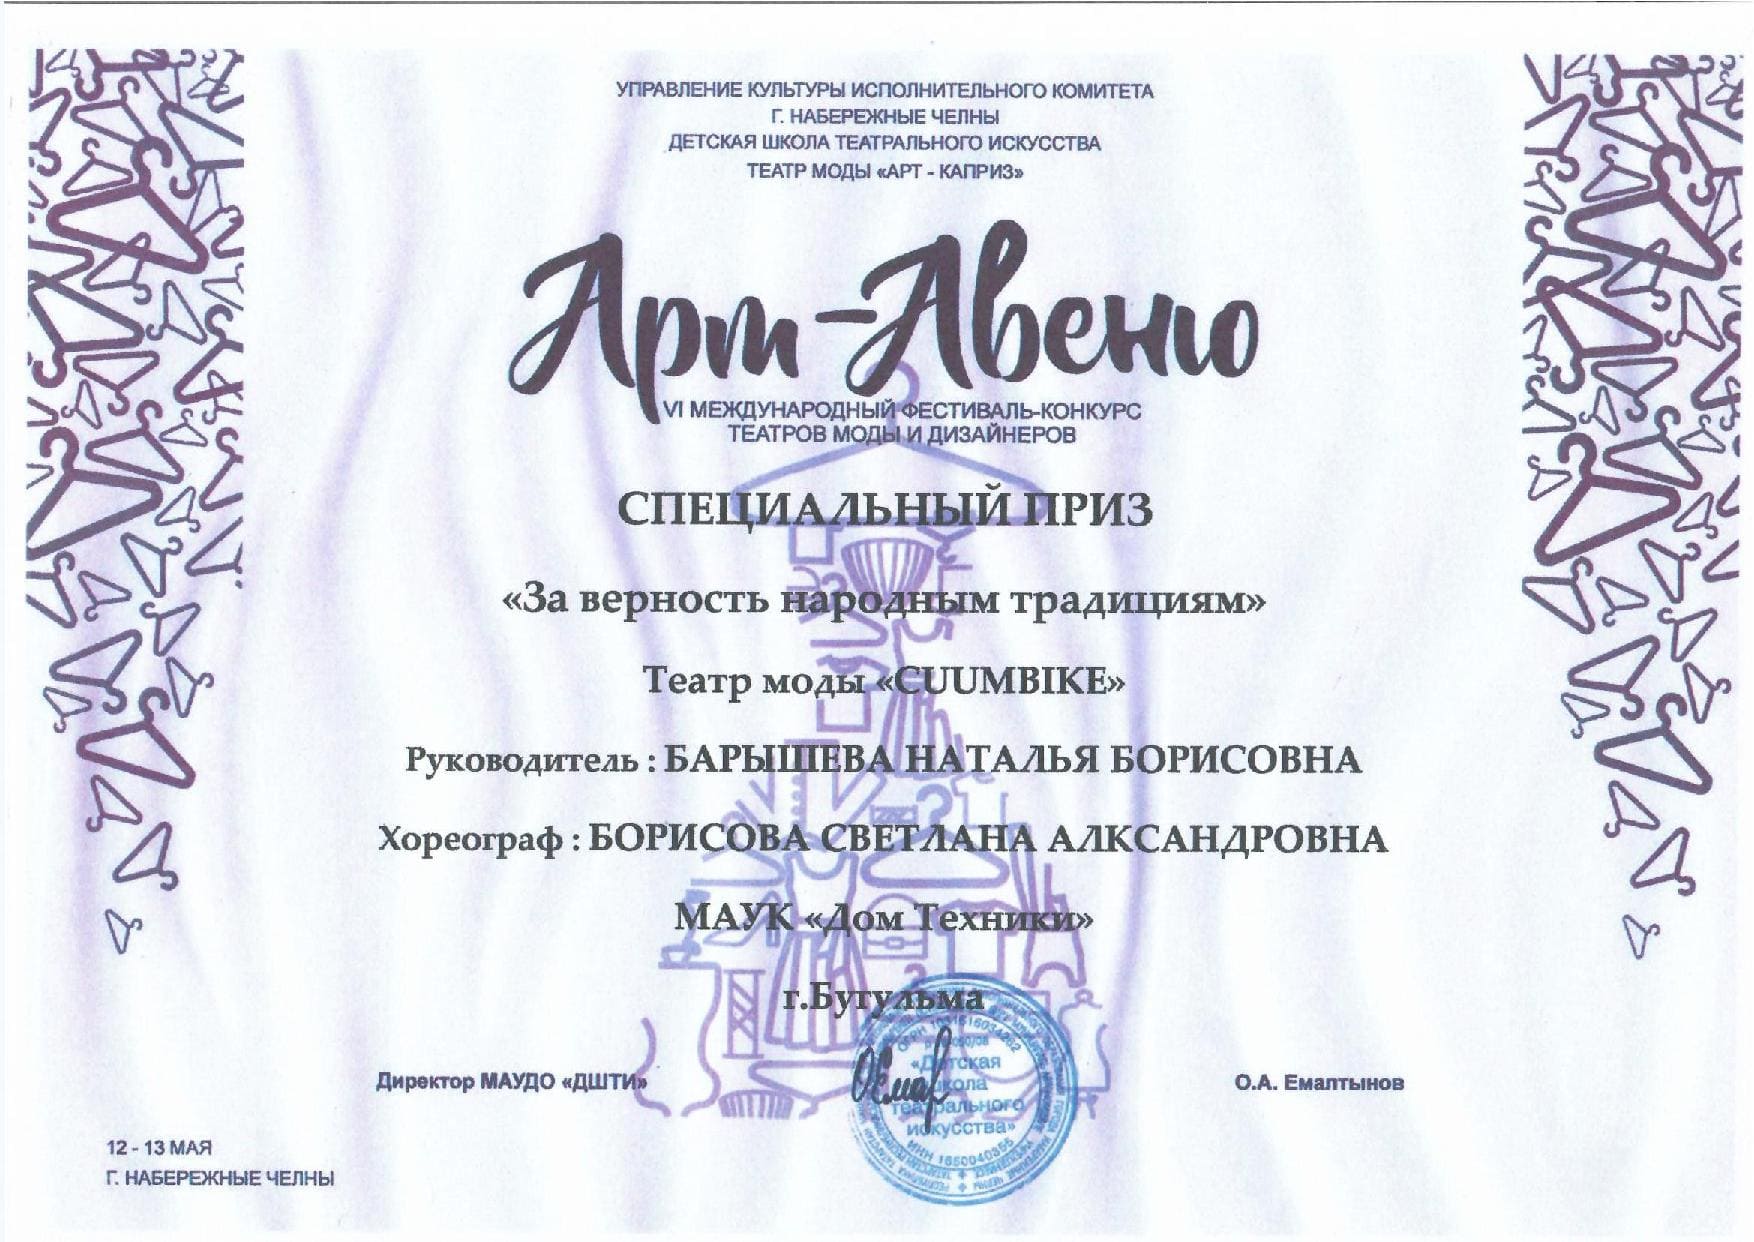 УПРАВЛЕНИЕ КУЛЬТУРЫ ИСПОЛНИТЕЛЬНОГО КОМИТЕТА
Г. НАБЕРЕЖНЫЕ ЧЕЛНЫ
ДЕТСКАЯ ШКОЛА ТЕАТРАЛЬНОГО ИСКУССТВА
ТЕАТР МОДЫ «АРТ - КАПРИЗ»
Арт-Авеню
VI МЕЖДУНАРОДНЫЙ ФЕСТИВАЛЬ-КОНКУРС
ТЕАТРОВ МОДЫ И ДИЗАЙНЕРОВ
СПЕЦИАЛЬНЫЙ ПРИЗ
«За верность народным традициям»
Театр моды «CUUMBIKE»
Руководитель : БАРЫШЕВА НАТАЛЬЯ БОРИСОВНА
Хореограф : БОРИСОВА СВЕТЛАНА АЛКСАНДРОВНА
МАУК «Дом Техники»
г.Бугульма
Директор МАУДО «ДШТИ»
О.А. Емалтынов
«Детская
школа
театрального
искусства»
ИНН 1650040355
12 - 13 МАЯ
Г. НАБЕРЕЖНЫЕ ЧЕЛНЫ